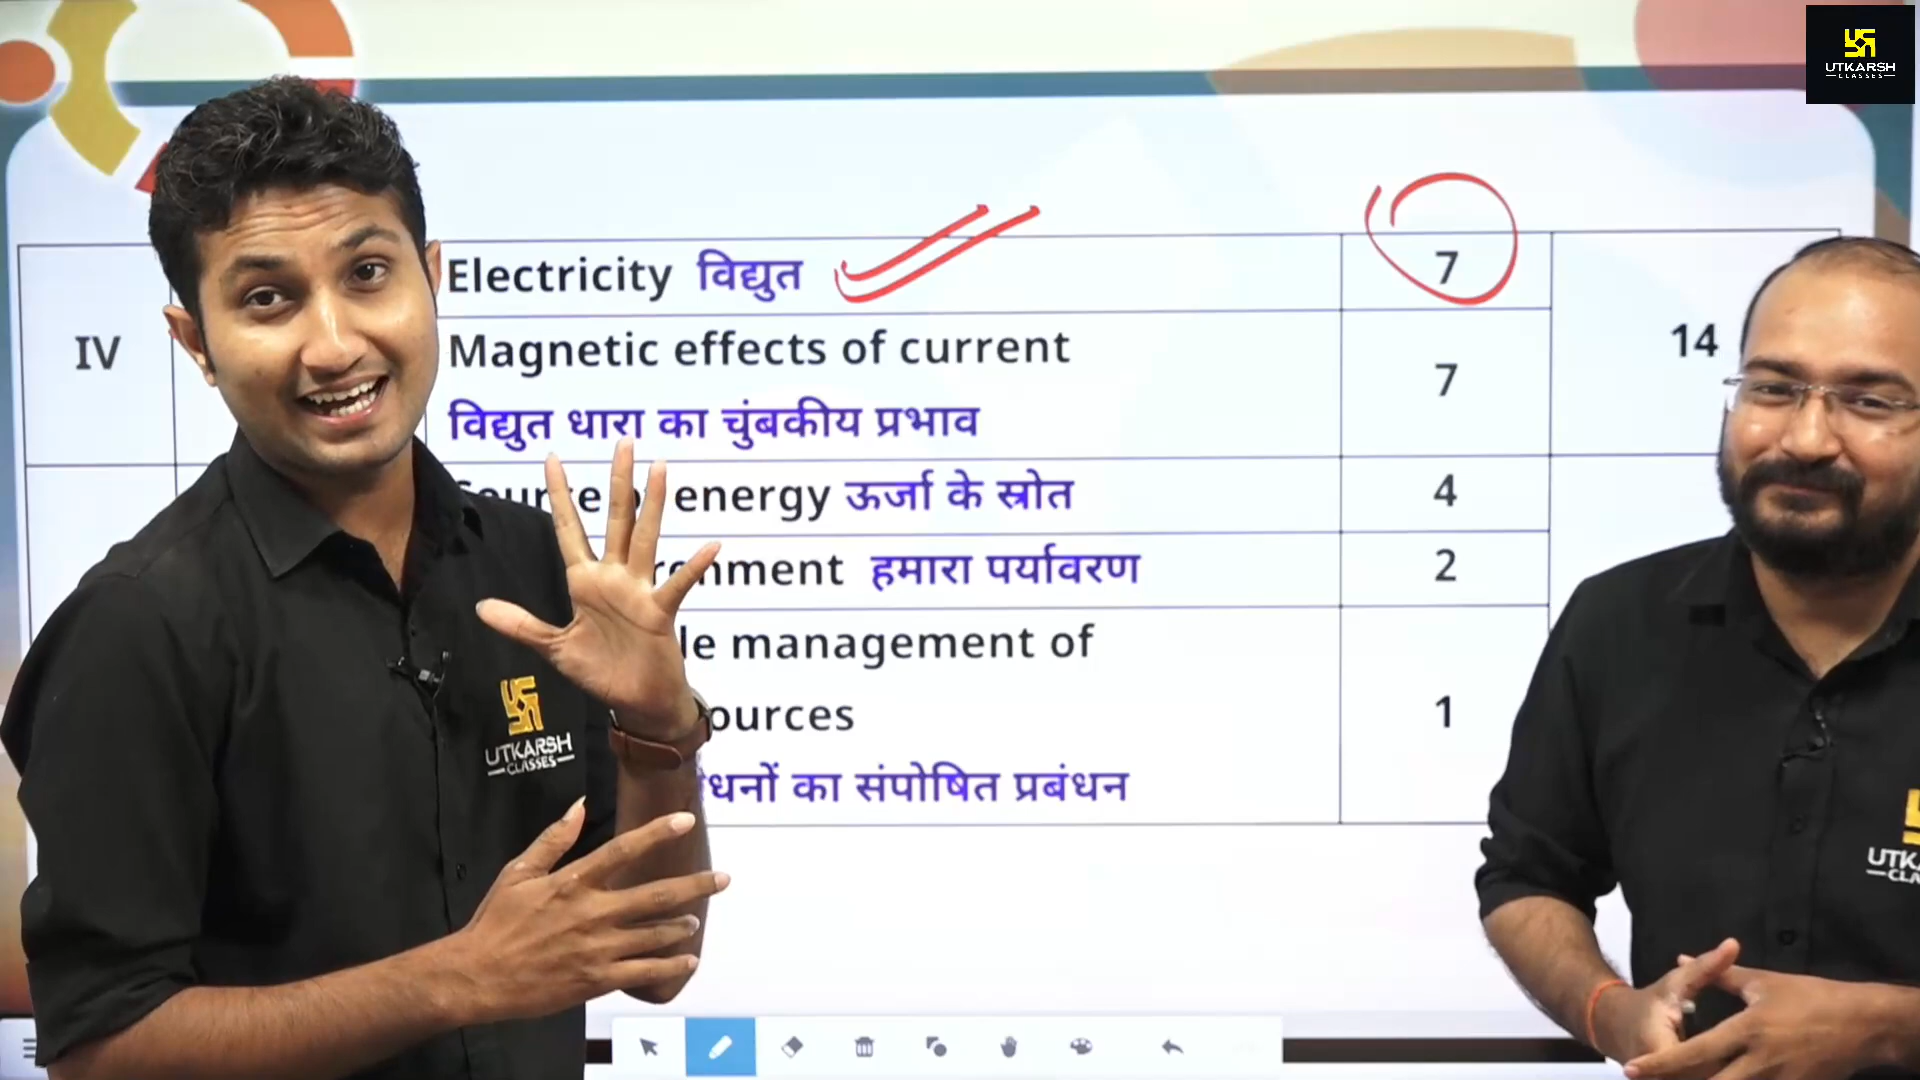 UTKARSH
CLASSES
Electricity विद्युत
7
IV
Magnetic effects of current
विद्युत धारा का चुंबकीय प्रभाव
7
14
energy ऊर्जा के स्रोत
4
हमारा पर्यावरण
2
management of
1
संपोषित प्रबंधन
UTKARSH
CLASSES